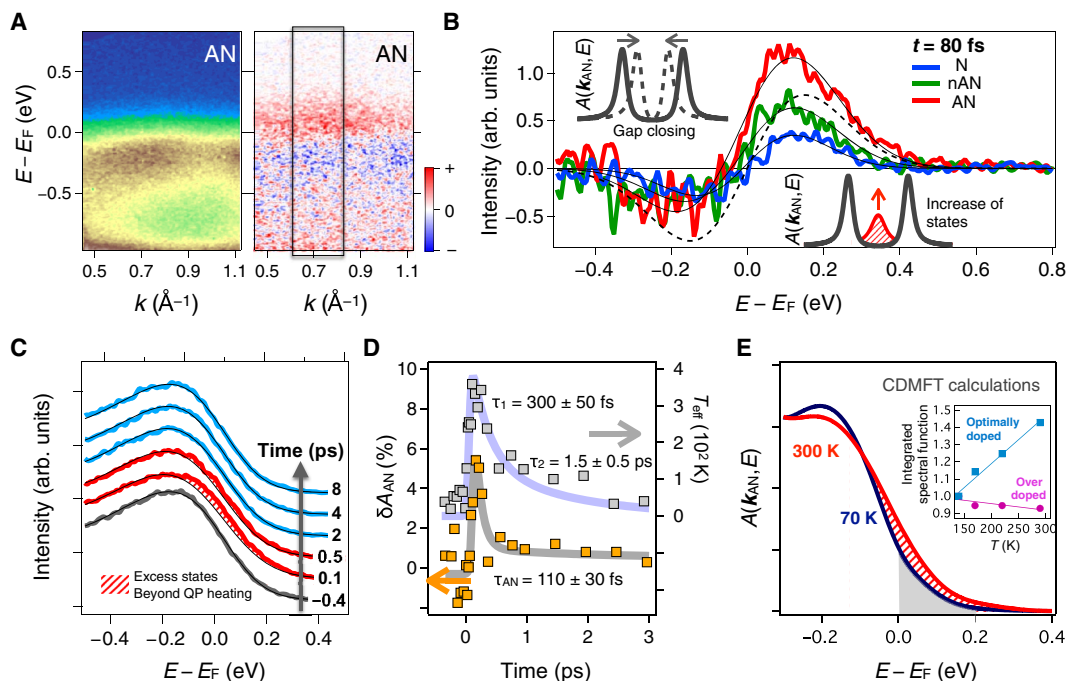 A
AN
AN
0.5
0.0
−0.5
E – EF (eV)
0.5
0.7
0.9
1.1
0.5
0.7
0.9
1.1
k (Å⁻¹)
k (Å⁻¹)
+
0
−
B
Intensity (arb. units)
1.0
0.5
0.0
−0.5
A(kAN, E)
Gap closing
t = 80 fs
N
nAN
AN
A(kAN, E)
Increase of
states
−0.4
−0.2
0.0
0.2
0.4
0.6
0.8
E – EF (eV)
C
Intensity (arb. units)
Time (ps)
8
4
2
0.5
0.1
−0.4
Excess states
Beyond QP heating
−0.4
−0.2
0.0
0.2
0.4
E – EF (eV)
D
10
8
6
4
2
0
δAAN (%)
4
3
2
1
0
Teff (10² K)
τ1 = 300 ± 50 fs
τ2 = 1.5 ± 0.5 ps
τAN = 110 ± 30 fs
0
1
2
3
Time (ps)
E
A(kAN, E)
CDMFT calculations
300 K
70 K
Integrated
spectral function
1.5
1.4
1.3
1.2
1.1
1.0
0.9
Optimally
doped
Over
doped
150
200
250
300
T (K)
−0.2
0.0
0.2
0.4
E – EF (eV)